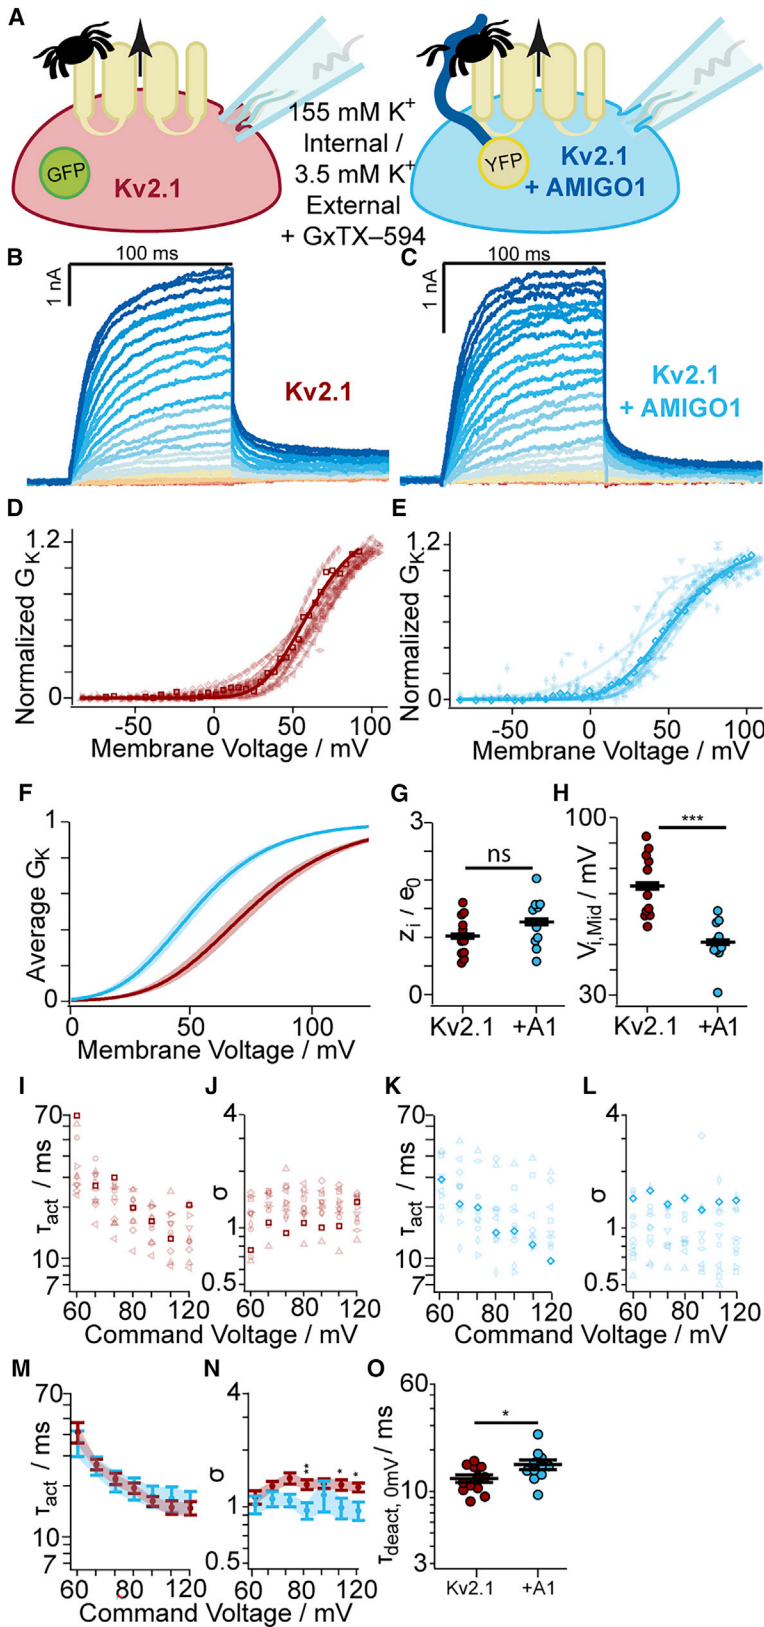 A
GFP
Kv2.1
155 mM K+
Internal /
3.5 mM K+
External
+ GxTX–594
YFP
Kv2.1
+ AMIGO1
B
100 ms
1 nA
Kv2.1
C
100 ms
1 nA
Kv2.1
+ AMIGO1
D
Normalized GK
1.2
0
-50
0
50
100
Membrane Voltage / mV
E
Normalized GK
1.2
0
-50
0
50
100
Membrane Voltage / mV
F
Average GK
1
0
0
50
100
Membrane Voltage / mV
G
zi / e0
3
0
ns
Kv2.1
+A1
H
Vi,Mid / mV
100
30
***
Kv2.1
+A1
I
τact / ms
70
10
7
60
80
120
J
σ
4
2
1
0.5
60
80
120
Command Voltage / mV
K
τact / ms
70
10
7
60
80
120
L
σ
4
2
1
0.5
60
80
120
Command Voltage / mV
M
τact / ms
70
10
7
60
80
120
N
σ
4
2
1
0.5
**
*
*
60
80
120
Command Voltage / mV
O
τdeact, 0mV / ms
60
10
3
*
Kv2.1
+A1